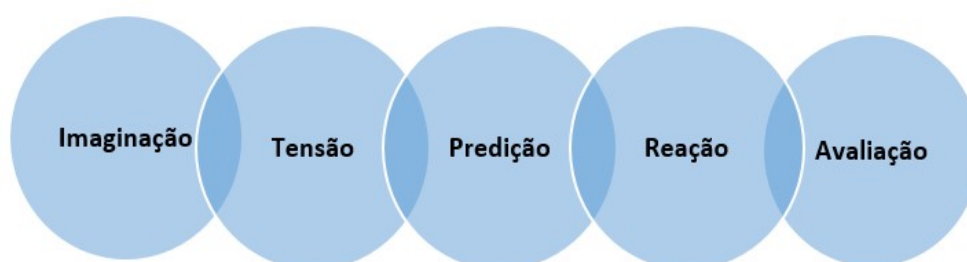 Imaginação
Tensão
Predição
Reação
Avaliação